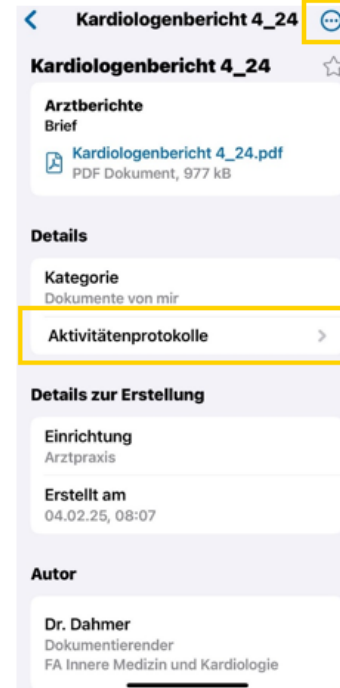 Kardiologenbericht 4_24
Kardiologenbericht 4_24
Arztberichte
Brief
Kardiologenbericht 4_24.pdf
PDF Dokument, 977 kB
Details
Kategorie
Dokumente von mir
Aktivitätenprotokolle
Details zur Erstellung
Einrichtung
Arztpraxis
Erstellt am
04.02.25, 08:07
Autor
Dr. Dahmer
Dokumentierender
FA Innere Medizin und Kardiologie